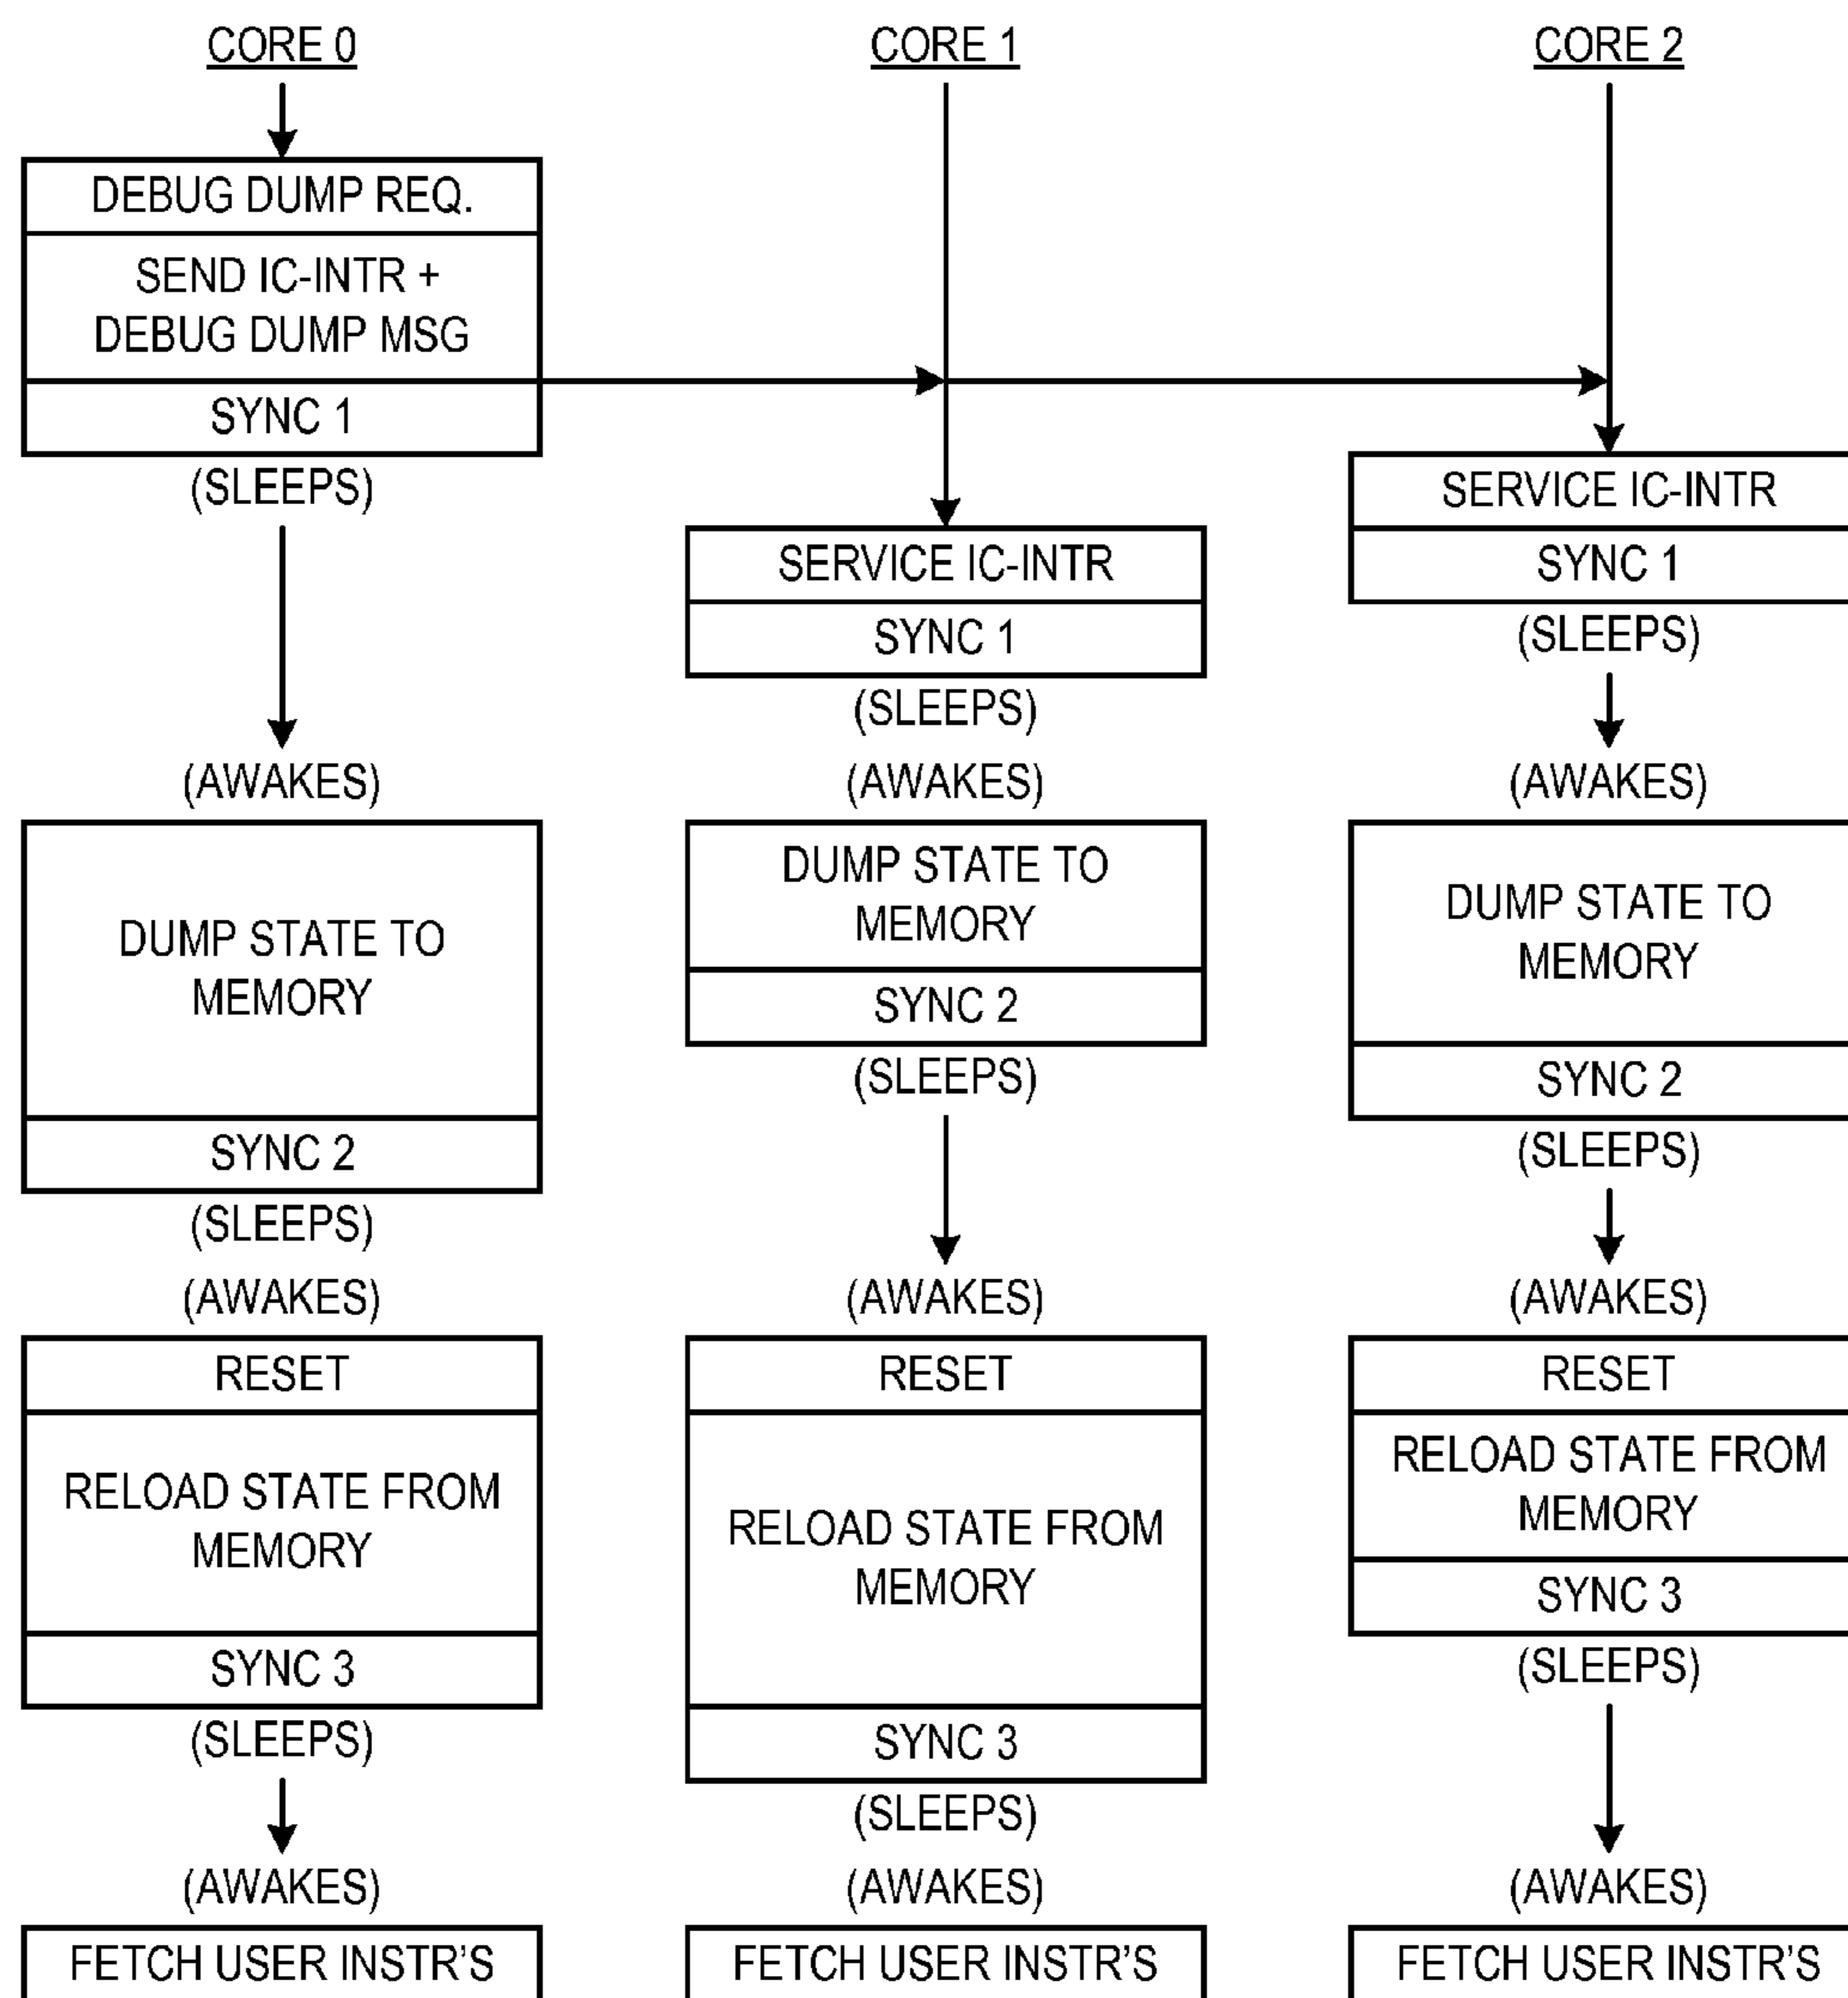 CORE 0
DEBUG DUMP REQ.
SEND IC-INTR +
DEBUG DUMP MSG
SYNC 1
(SLEEPS)
(AWAKES)
DUMP STATE TO
MEMORY
SYNC 2
(SLEEPS)
(AWAKES)
RESET
RELOAD STATE FROM
MEMORY
SYNC 3
(SLEEPS)
(AWAKES)
FETCH USER INSTR'S
CORE 1
SERVICE IC-INTR
SYNC 1
(SLEEPS)
(AWAKES)
DUMP STATE TO
MEMORY
SYNC 2
(SLEEPS)
(AWAKES)
RESET
RELOAD STATE FROM
MEMORY
SYNC 3
(SLEEPS)
(AWAKES)
FETCH USER INSTR'S
CORE 2
SERVICE IC-INTR
SYNC 1
(SLEEPS)
(AWAKES)
DUMP STATE TO
MEMORY
SYNC 2
(SLEEPS)
(AWAKES)
RESET
RELOAD STATE FROM
MEMORY
SYNC 3
(SLEEPS)
(AWAKES)
FETCH USER INSTR'S